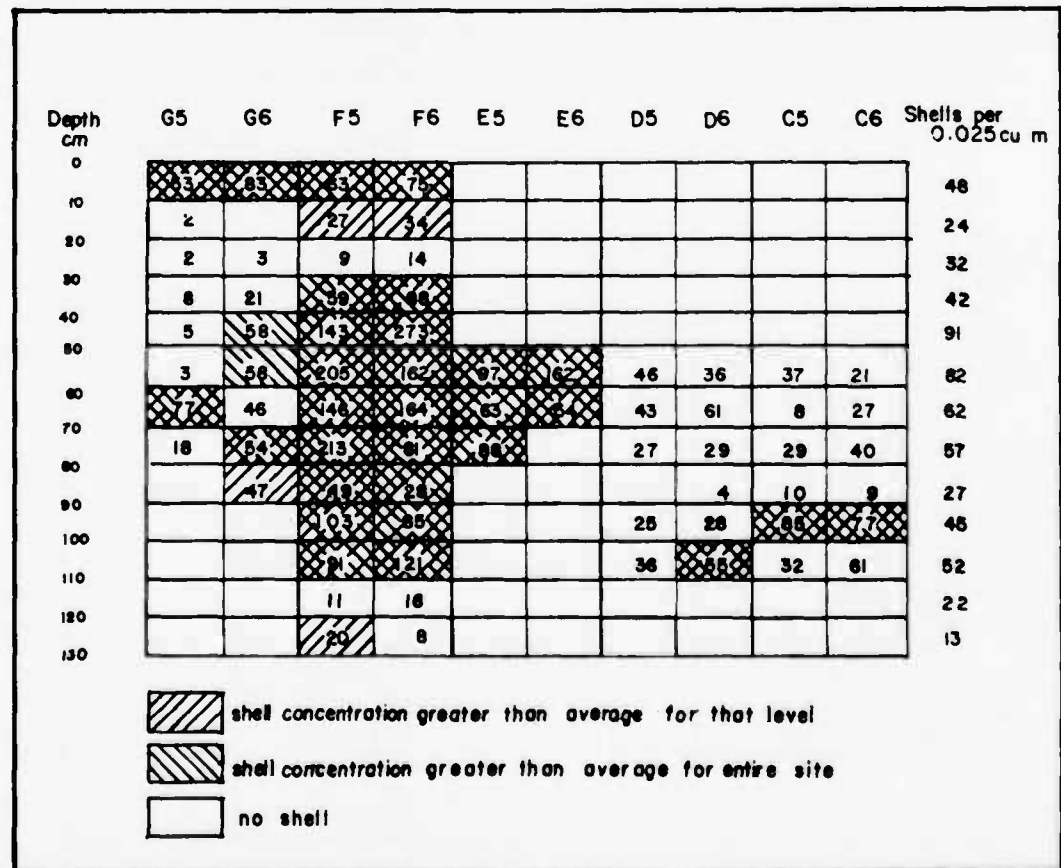 Depth cm G5 G6 F5 F6 E5 E6 D5 D6 C5 C6 Shells per 0.025cu m
0
83 75 48
10
2 27 34 24
20
2 3 9 14 32
30
8 21 59 42
40
5 58 143 273 91
50
3 58 205 162 97 162 46 36 37 21 82
60
77 46 146 164 63 43 61 8 27 62
70
18 54 213 81 88 27 29 29 40 57
80
47 49 28 4 10 9 27
90
103 85 25 28 85 77 45
100
91 121 36 55 32 61 52
110
11 16 22
120
20 8 13
130
shell concentration greater than average for that level
shell concentration greater than average for entire site
no shell